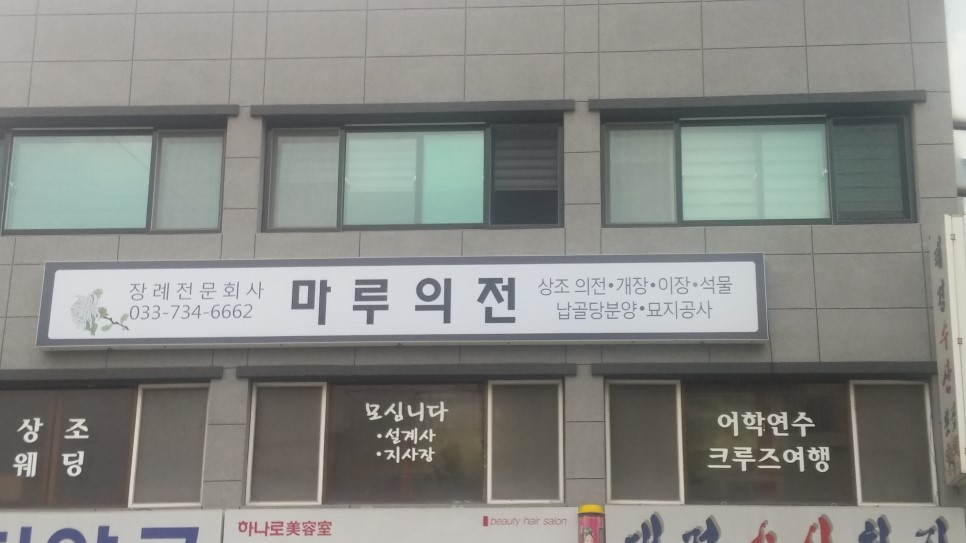 장례전문회사
033-734-6662
마루의전
상조 의전•개장•이장•석물
납골당분양•묘지공사
상조
웨딩
모십니다
•설계사
•지사장
어학연수
크루즈여행
하나로美容室
beauty hair salon